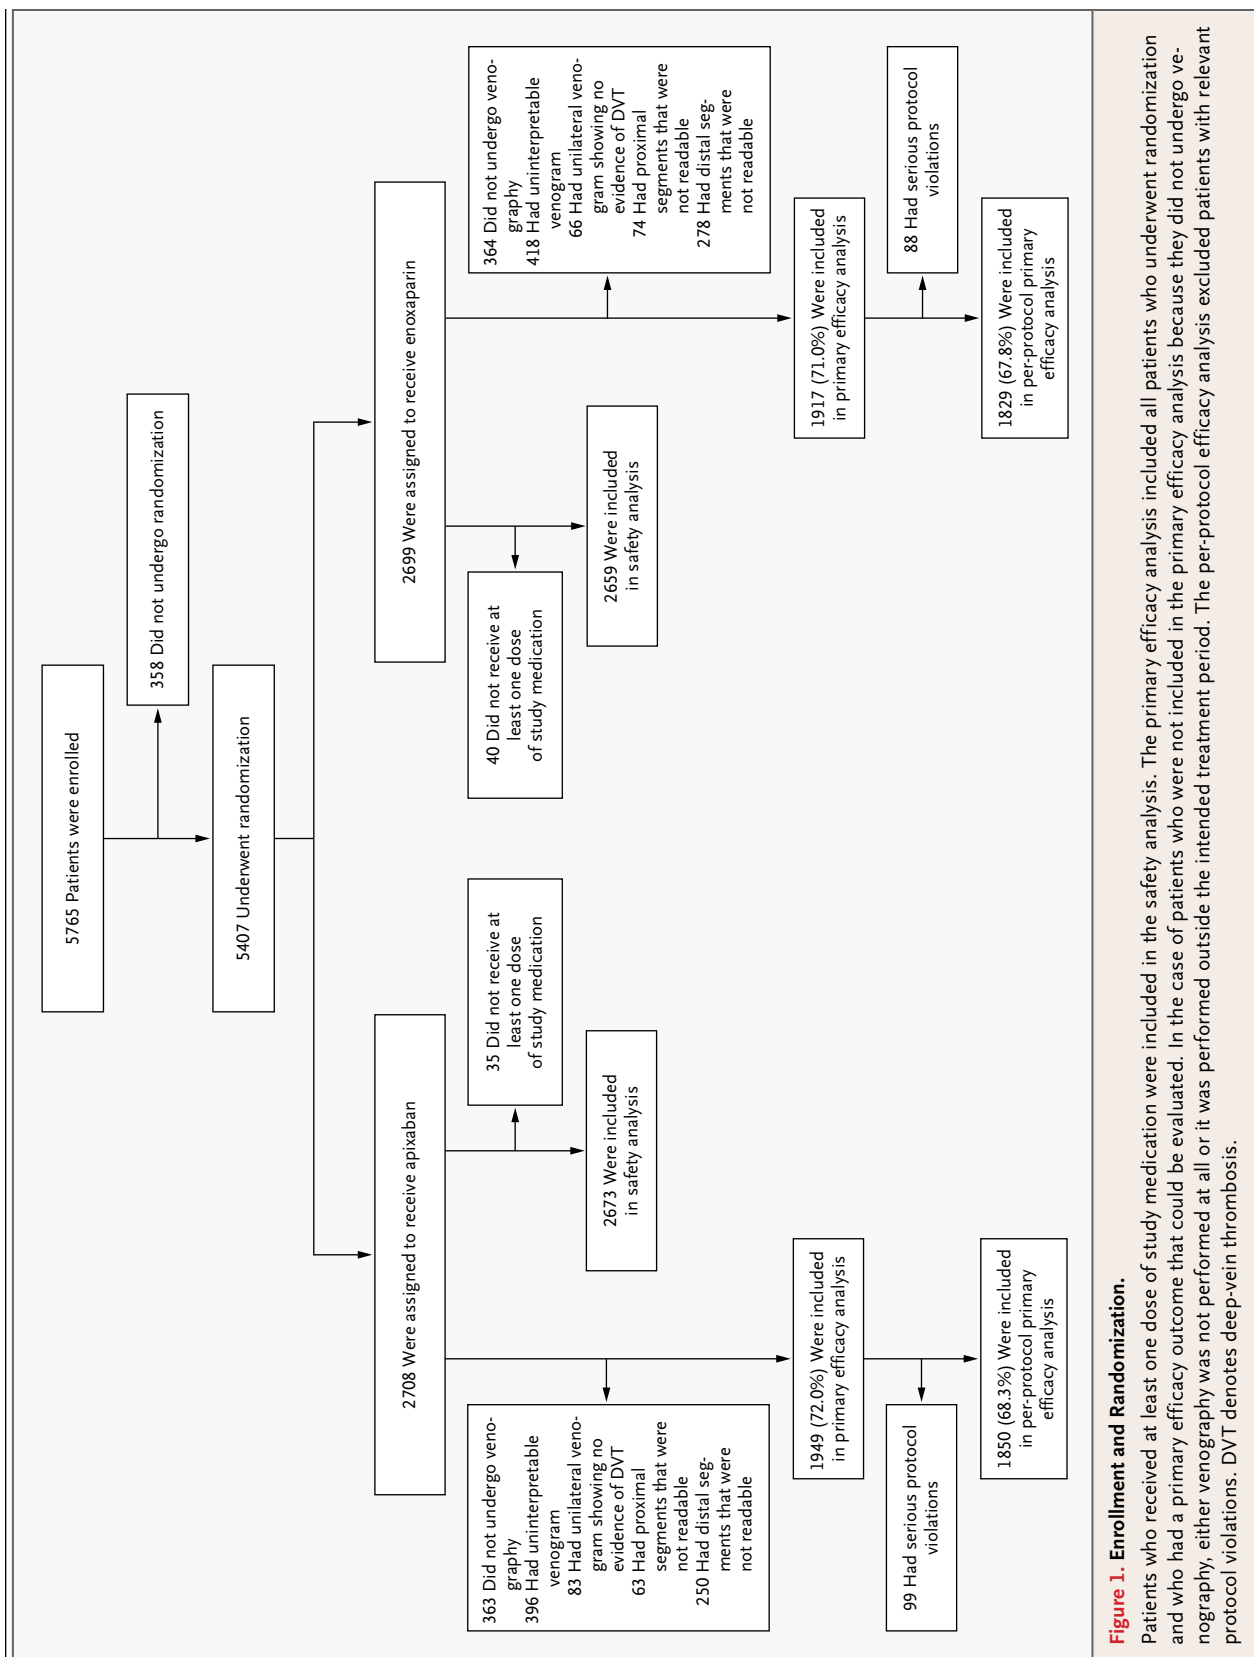 5765 Patients were enrolled
358 Did not undergo randomization
5407 Underwent randomization
2708 Were assigned to receive apixaban
2699 Were assigned to receive enoxaparin
363 Did not undergo veno-
graphy
396 Had uninterpretable
venogram
83 Had unilateral veno-
gram showing no
evidence of DVT
63 Had proximal
segments that were
not readable
250 Had distal seg-
ments that were
not readable
35 Did not receive at
least one dose
of study medication
40 Did not receive at
least one dose
of study medication
364 Did not undergo veno-
graphy
418 Had uninterpretable
venogram
66 Had unilateral veno-
gram showing no
evidence of DVT
74 Had proximal
segments that were
not readable
278 Had distal seg-
ments that were
not readable
2673 Were included
in safety analysis
2659 Were included
in safety analysis
1949 (72.0%) Were included
in primary efficacy analysis
1917 (71.0%) Were included
in primary efficacy analysis
99 Had serious protocol
violations
88 Had serious protocol
violations
1850 (68.3%) Were included
in per-protocol primary
efficacy analysis
1829 (67.8%) Were included
in per-protocol primary
efficacy analysis
Figure 1. Enrollment and Randomization.
Patients who received at least one dose of study medication were included in the safety analysis. The primary efficacy analysis included all patients who underwent randomization
and who had a primary efficacy outcome that could be evaluated. In the case of patients who were not included in the primary efficacy analysis because they did not undergo ve-
nography, either venography was not performed at all or it was performed outside the intended treatment period. The per-protocol efficacy analysis excluded patients with relevant
protocol violations. DVT denotes deep-vein thrombosis.